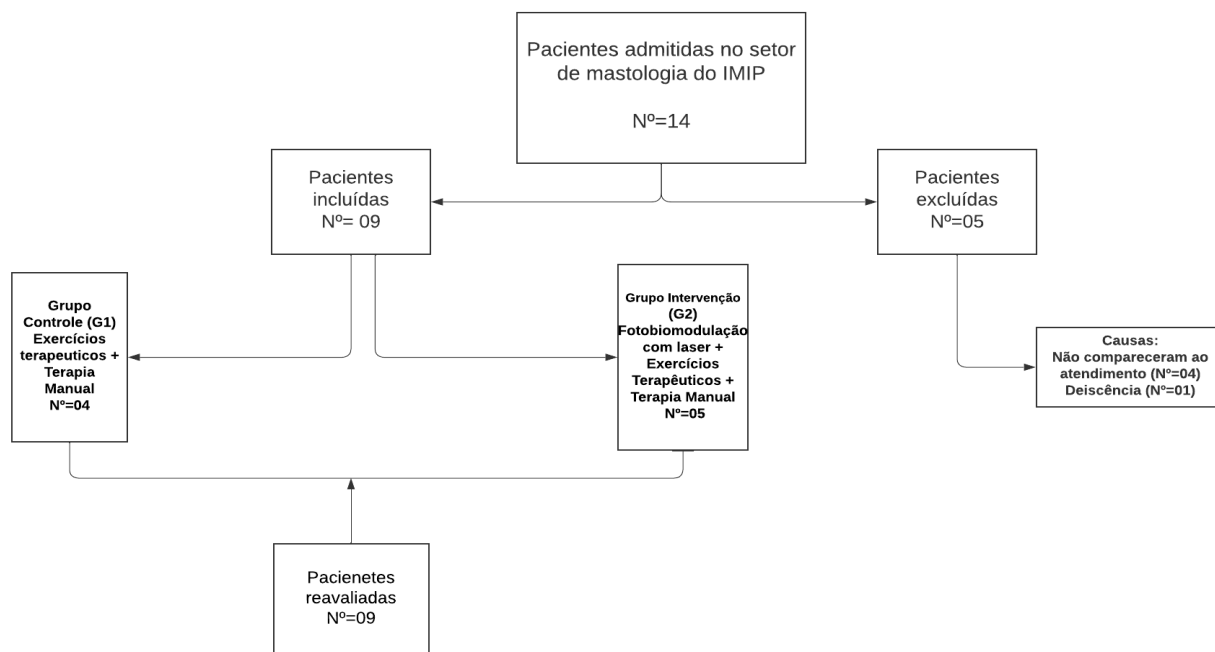 Pacientes admitidas no setor
de mastologia do IMIP
Nº=14
Pacientes
incluídas
Nº= 09
Pacientes
excluídas
Nº=05
Grupo
Controle (G1)
Exercícios
terapeuticos +
Terapia
Manual
Nº=04
Grupo Intervenção
(G2)
Fotobiomodulação
com laser +
Exercícios
Terapêuticos +
Terapia Manual
Nº=05
Causas:
Não compareceram ao
atendimento (Nº=04)
Deiscência (Nº=01)
Pacienetes
reavaliadas
Nº=09